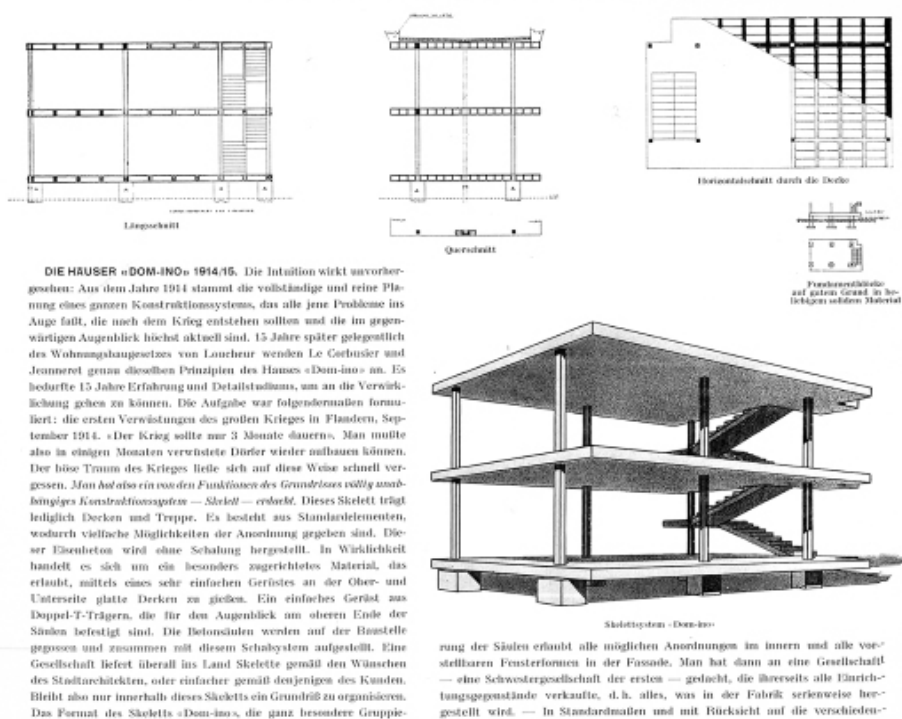 Längsschnitt
Querschnitt
Horizontalschnitt durch die Decke
Fundamentblöcke
auf gutem Grund in be-
liebigem solidem Material
DIE HÄUSER «DOM-INO» 1914/15. Die Intuition wirkt unvorher-
gesehen: Aus dem Jahre 1914 stammt die vollständige und reine Pla-
nung eines ganzen Konstruktionssystems, das alle jene Probleme ins
Auge faßt, die nach dem Krieg entstehen sollten und die im gegen-
wärtigen Augenblick höchst aktuell sind. 15 Jahre später gelegentlich
des Wohnungsbaugesetzes von Loucheur wenden Le Corbusier und
Jeanneret genau dieselben Prinzipien des Hauses «Dom-ino» an. Es
bedurfte 15 Jahre Erfahrung und Detailstudiums, um an die Verwirk-
lichung gehen zu können. Die Aufgabe war folgendermaßen formu-
liert: die ersten Verwüstungen des großen Krieges in Flandern, Sep-
tember 1914. «Der Krieg sollte nur 3 Monate dauern». Man mußte
also in einigen Monaten verwüstete Dörfer wieder aufbauen können.
Der böse Traum des Krieges ließe sich auf diese Weise schnell ver-
gessen. Man hat also ein von den Funktionen des Grundrisses völlig unab-
hängiges Konstruktionssystem — Skelett — erdacht. Dieses Skelett trägt
lediglich Decken und Treppe. Es besteht aus Standardelementen,
wodurch vielfache Möglichkeiten der Anordnung gegeben sind. Die-
ser Eisenbeton wird ohne Schalung hergestellt. In Wirklichkeit
handelt es sich um ein besonders zugerichtetes Material, das
erlaubt, mittels eines sehr einfachen Gerüstes an der Ober- und
Unterseite glatte Decken zu gießen. Ein einfaches Gerüst aus
Doppel-T-Trägern, die für den Augenblick am oberen Ende der
Säulen befestigt sind. Die Betonsäulen werden auf der Baustelle
gegossen und zusammen mit diesem Schalsystem aufgestellt. Eine
Gesellschaft liefert überall ins Land Skelette gemäß den Wünschen
des Stadtarchitekten, oder einfacher gemäß denjenigen des Kunden.
Bleibt also nur innerhalb dieses Skeletts ein Grundriß zu organisieren.
Das Format des Skeletts «Dom-ino», die ganz besondere Gruppie-
Skelettsystem «Dom-ino»
rung der Säulen erlaubt alle möglichen Anordnungen im innern und alle vor-
stellbaren Fensterformen in der Fassade. Man hat dann an eine Gesellschaft
— eine Schwestergesellschaft der ersten — gedacht, die ihrerseits alle Einrich-
tungsgegenstände verkaufte, d. h. alles, was in der Fabrik serienweise her-
gestellt wird. — In Standardmaßen und mit Rücksicht auf die verschieden-